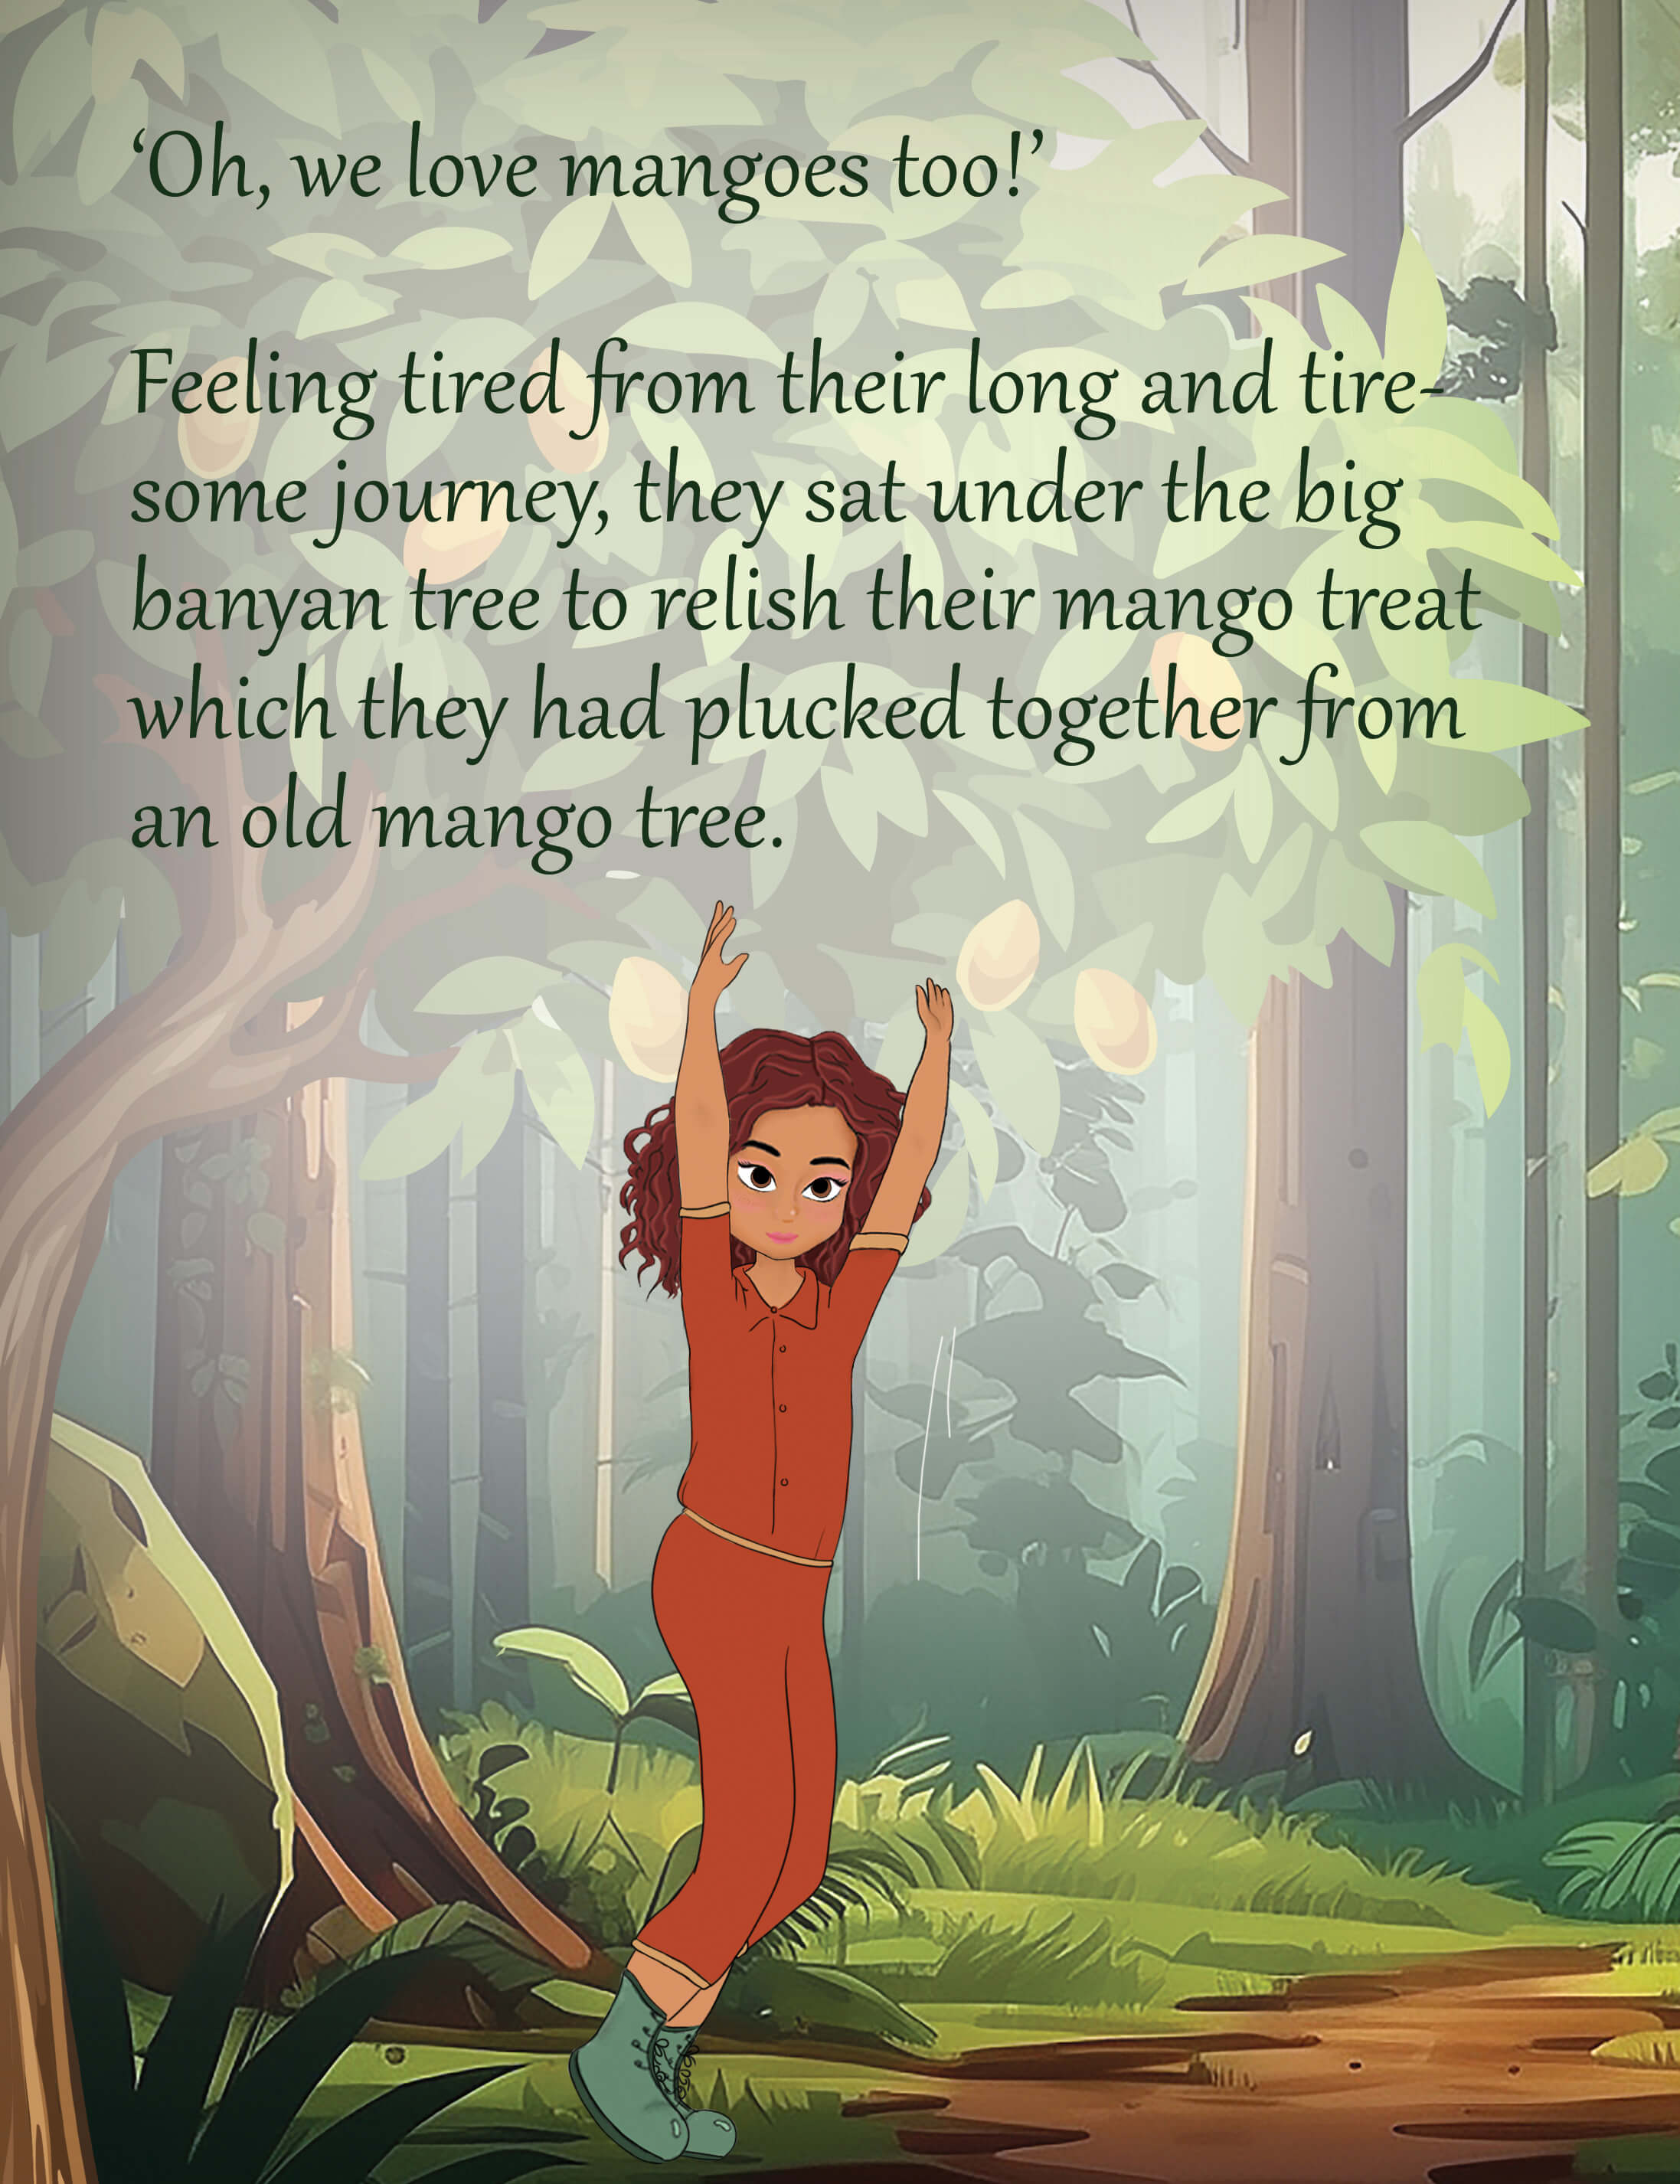 ‘Oh, we love mangoes too!’
Feeling tired from their long and tire-
some journey, they sat under the big
banyan tree to relish their mango treat
which they had plucked together from
an old mango tree.